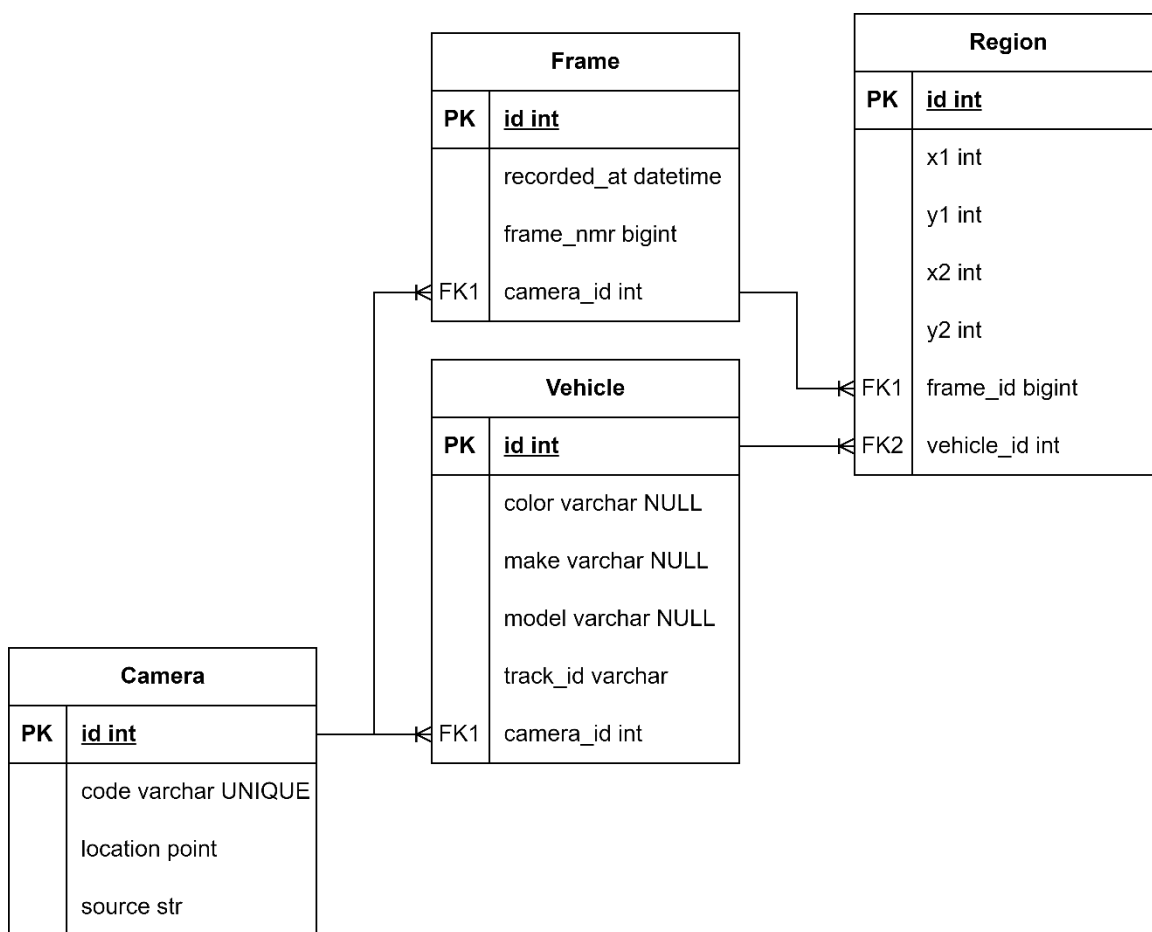 Frame
PK id int
recorded_at datetime
frame_nmr bigint
FK1 camera_id int
Region
PK id int
x1 int
y1 int
x2 int
y2 int
FK1 frame_id bigint
FK2 vehicle_id int
Vehicle
PK id int
color varchar NULL
make varchar NULL
model varchar NULL
track_id varchar
FK1 camera_id int
Camera
PK id int
code varchar UNIQUE
location point
source str